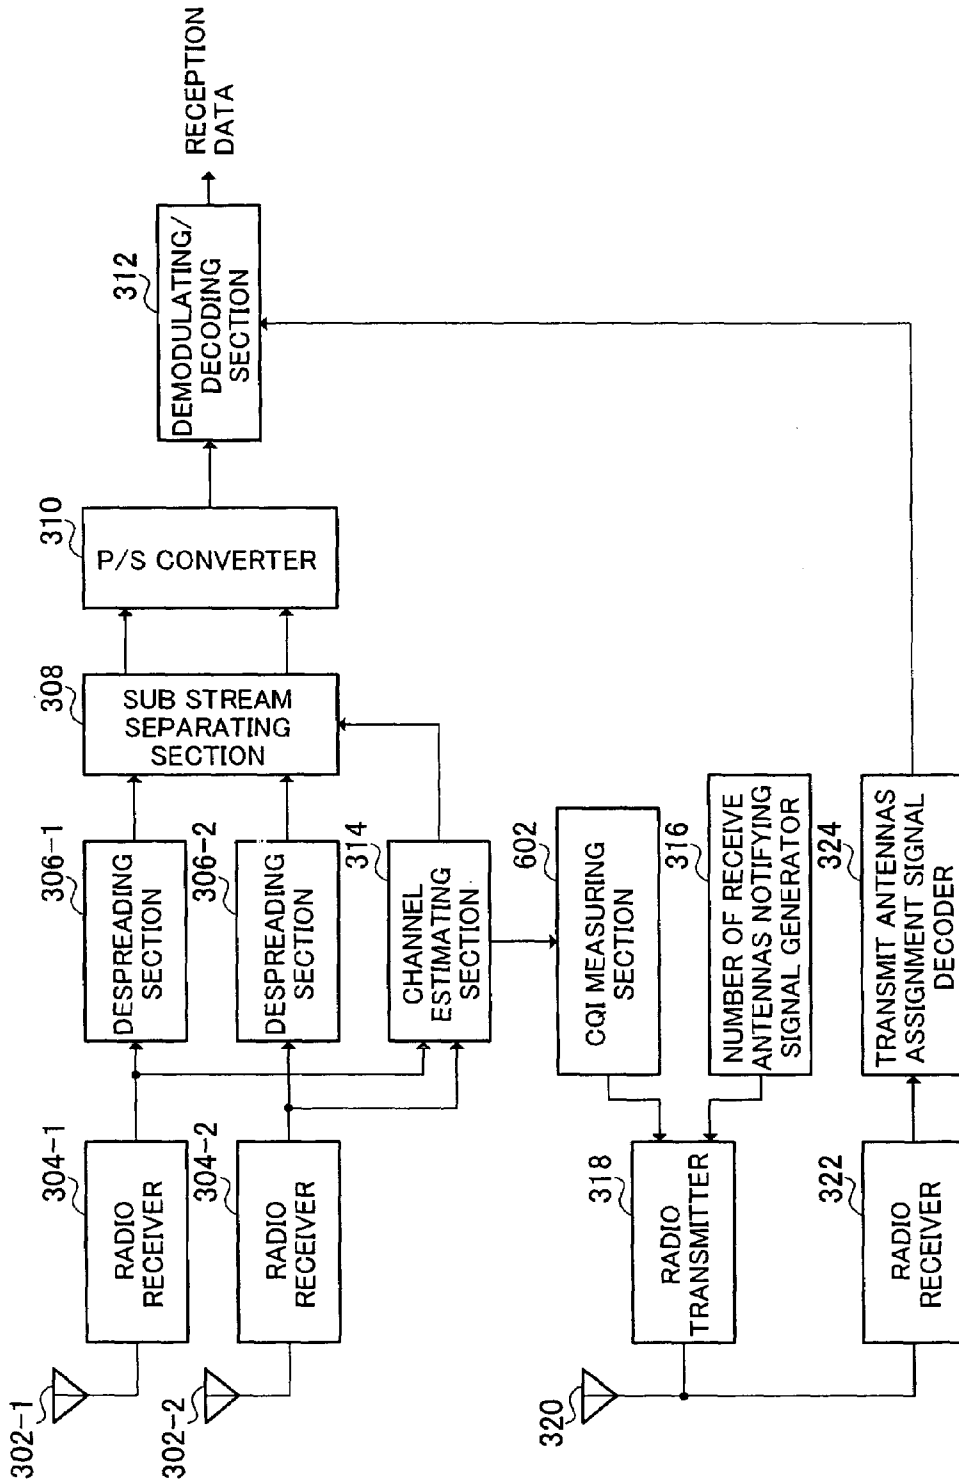 302-1
304-1
RADIO
RECEIVER
306-1
DESPREADING
SECTION
308
SUB STREAM
SEPARATING
SECTION
310
P/S CONVERTER
312
DEMODULATING/
DECODING
SECTION
RECEPTION
DATA
302-2
304-2
RADIO
RECEIVER
306-2
DESPREADING
SECTION
314
CHANNEL
ESTIMATING
SECTION
602
CQI MEASURING
SECTION
320
318
RADIO
TRANSMITTER
316
NUMBER OF RECEIVE
ANTENNAS NOTIFYING
SIGNAL GENERATOR
322
RADIO
RECEIVER
324
TRANSMIT ANTENNAS
ASSIGNMENT SIGNAL
DECODER